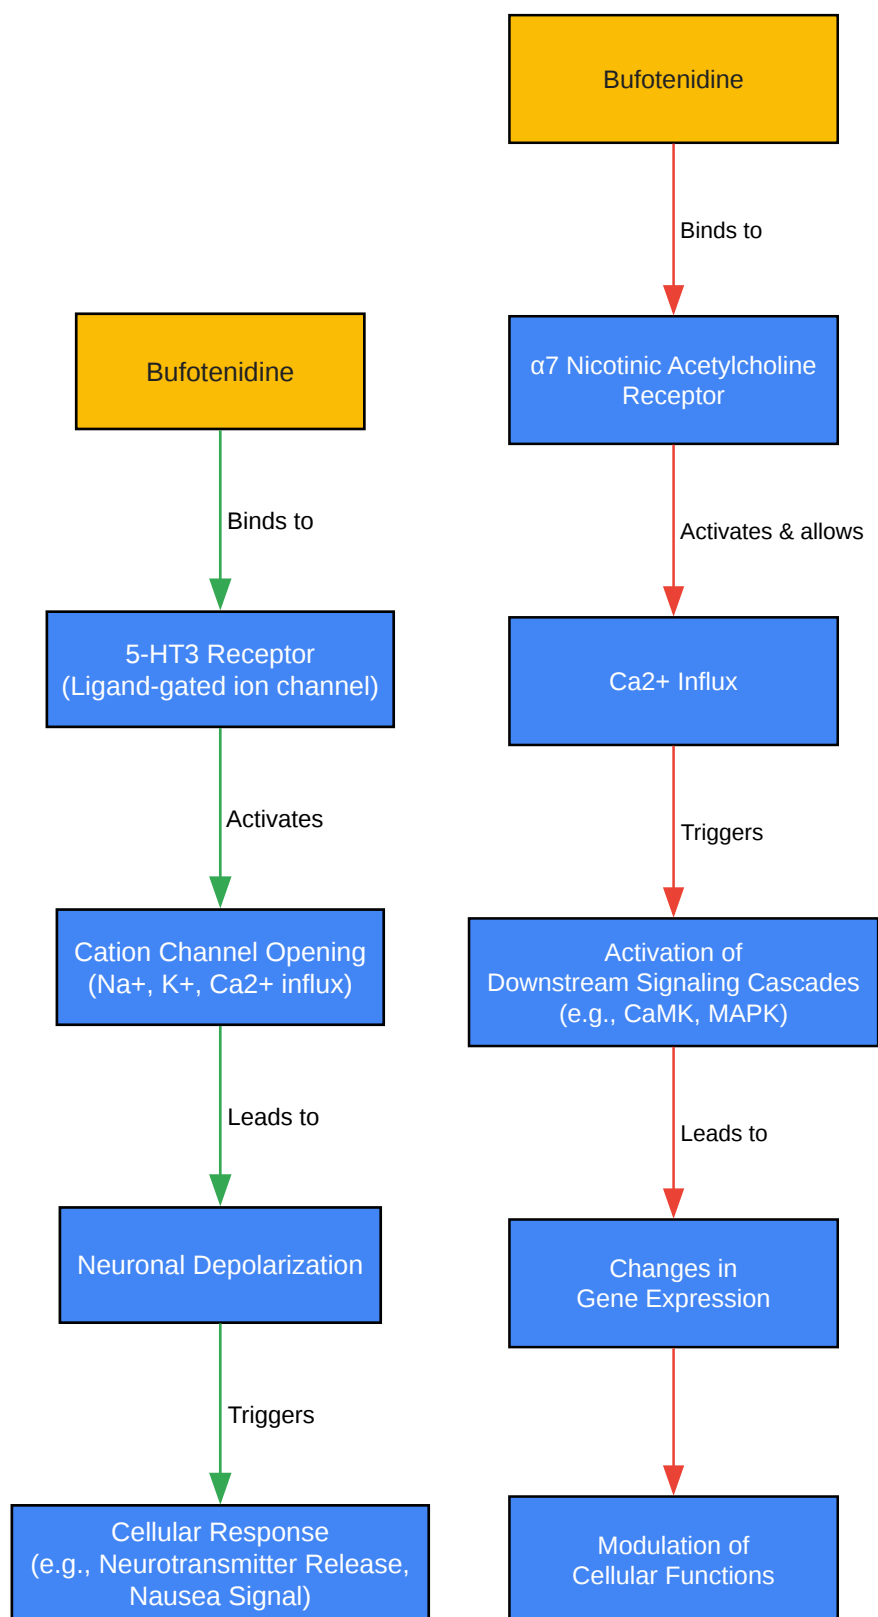 Bufotenidine
Binds to
5-HT3 Receptor
(Ligand-gated ion channel)
Activates
Cation Channel Opening
(Na+, K+, Ca2+ influx)
Leads to
Neuronal Depolarization
Triggers
Cellular Response
(e.g., Neurotransmitter Release,
Nausea Signal)
Bufotenidine
Binds to
α7 Nicotinic Acetylcholine
Receptor
Activates & allows
Ca2+ Influx
Triggers
Activation of
Downstream Signaling Cascades
(e.g., CaMK, MAPK)
Leads to
Changes in
Gene Expression
Modulation of
Cellular Functions